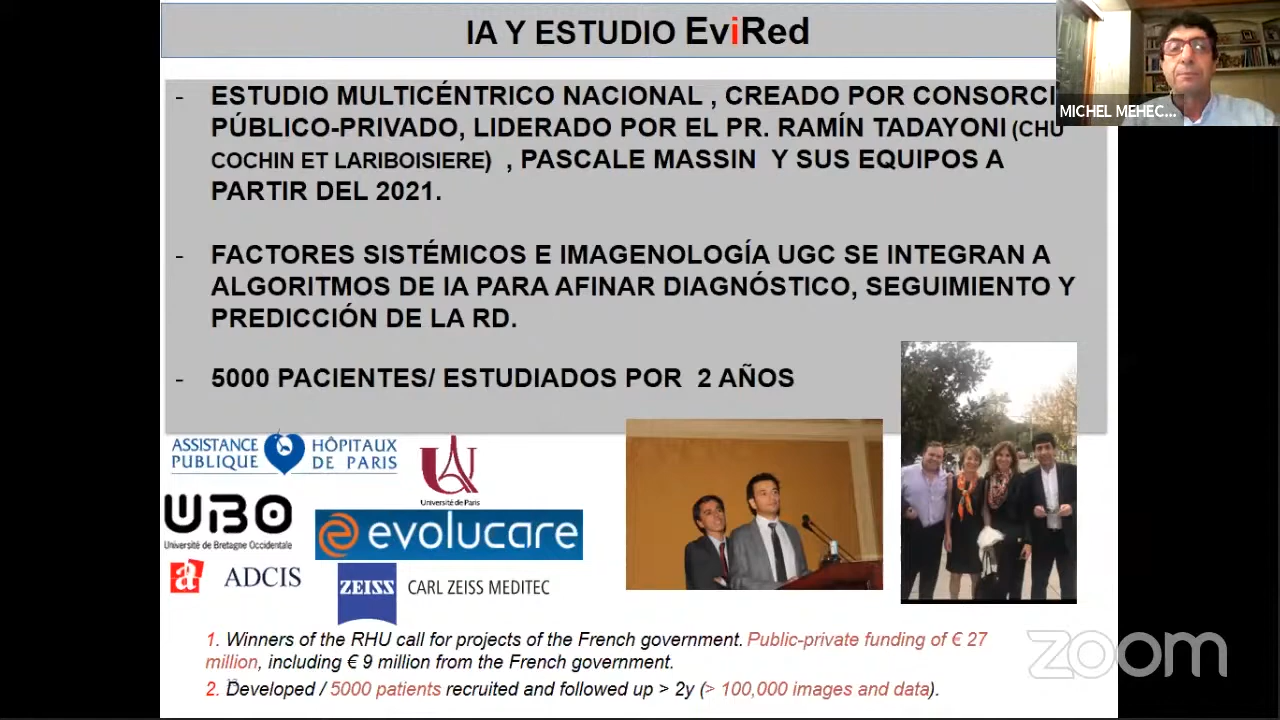 IA Y ESTUDIO EviRed
- ESTUDIO MULTICÉNTRICO NACIONAL , CREADO POR CONSORCI
PÚBLICO-PRIVADO, LIDERADO POR EL PR. RAMÍN TADAYONI (CHU
COCHIN ET LARIBOISIERE) , PASCALE MASSIN Y SUS EQUIPOS A
PARTIR DEL 2021.
- FACTORES SISTÉMICOS E IMAGENOLOGÍA UGC SE INTEGRAN A
ALGORITMOS DE IA PARA AFINAR DIAGNÓSTICO, SEGUIMIENTO Y
PREDICCIÓN DE LA RD.
- 5000 PACIENTES/ ESTUDIADOS POR 2 AÑOS
MICHEL MEHEC...
ASSISTANCE HÔPITAUX
PUBLIQUE DE PARIS
Université de Paris
UBO
Université de Bretagne Occidentale
evolucare
a ADCIS
ZEISS CARL ZEISS MEDITEC
1. Winners of the RHU call for projects of the French government. Public-private funding of € 27
million, including € 9 million from the French government.
2. Developed / 5000 patients recruited and followed up > 2y (> 100,000 images and data).
zoom